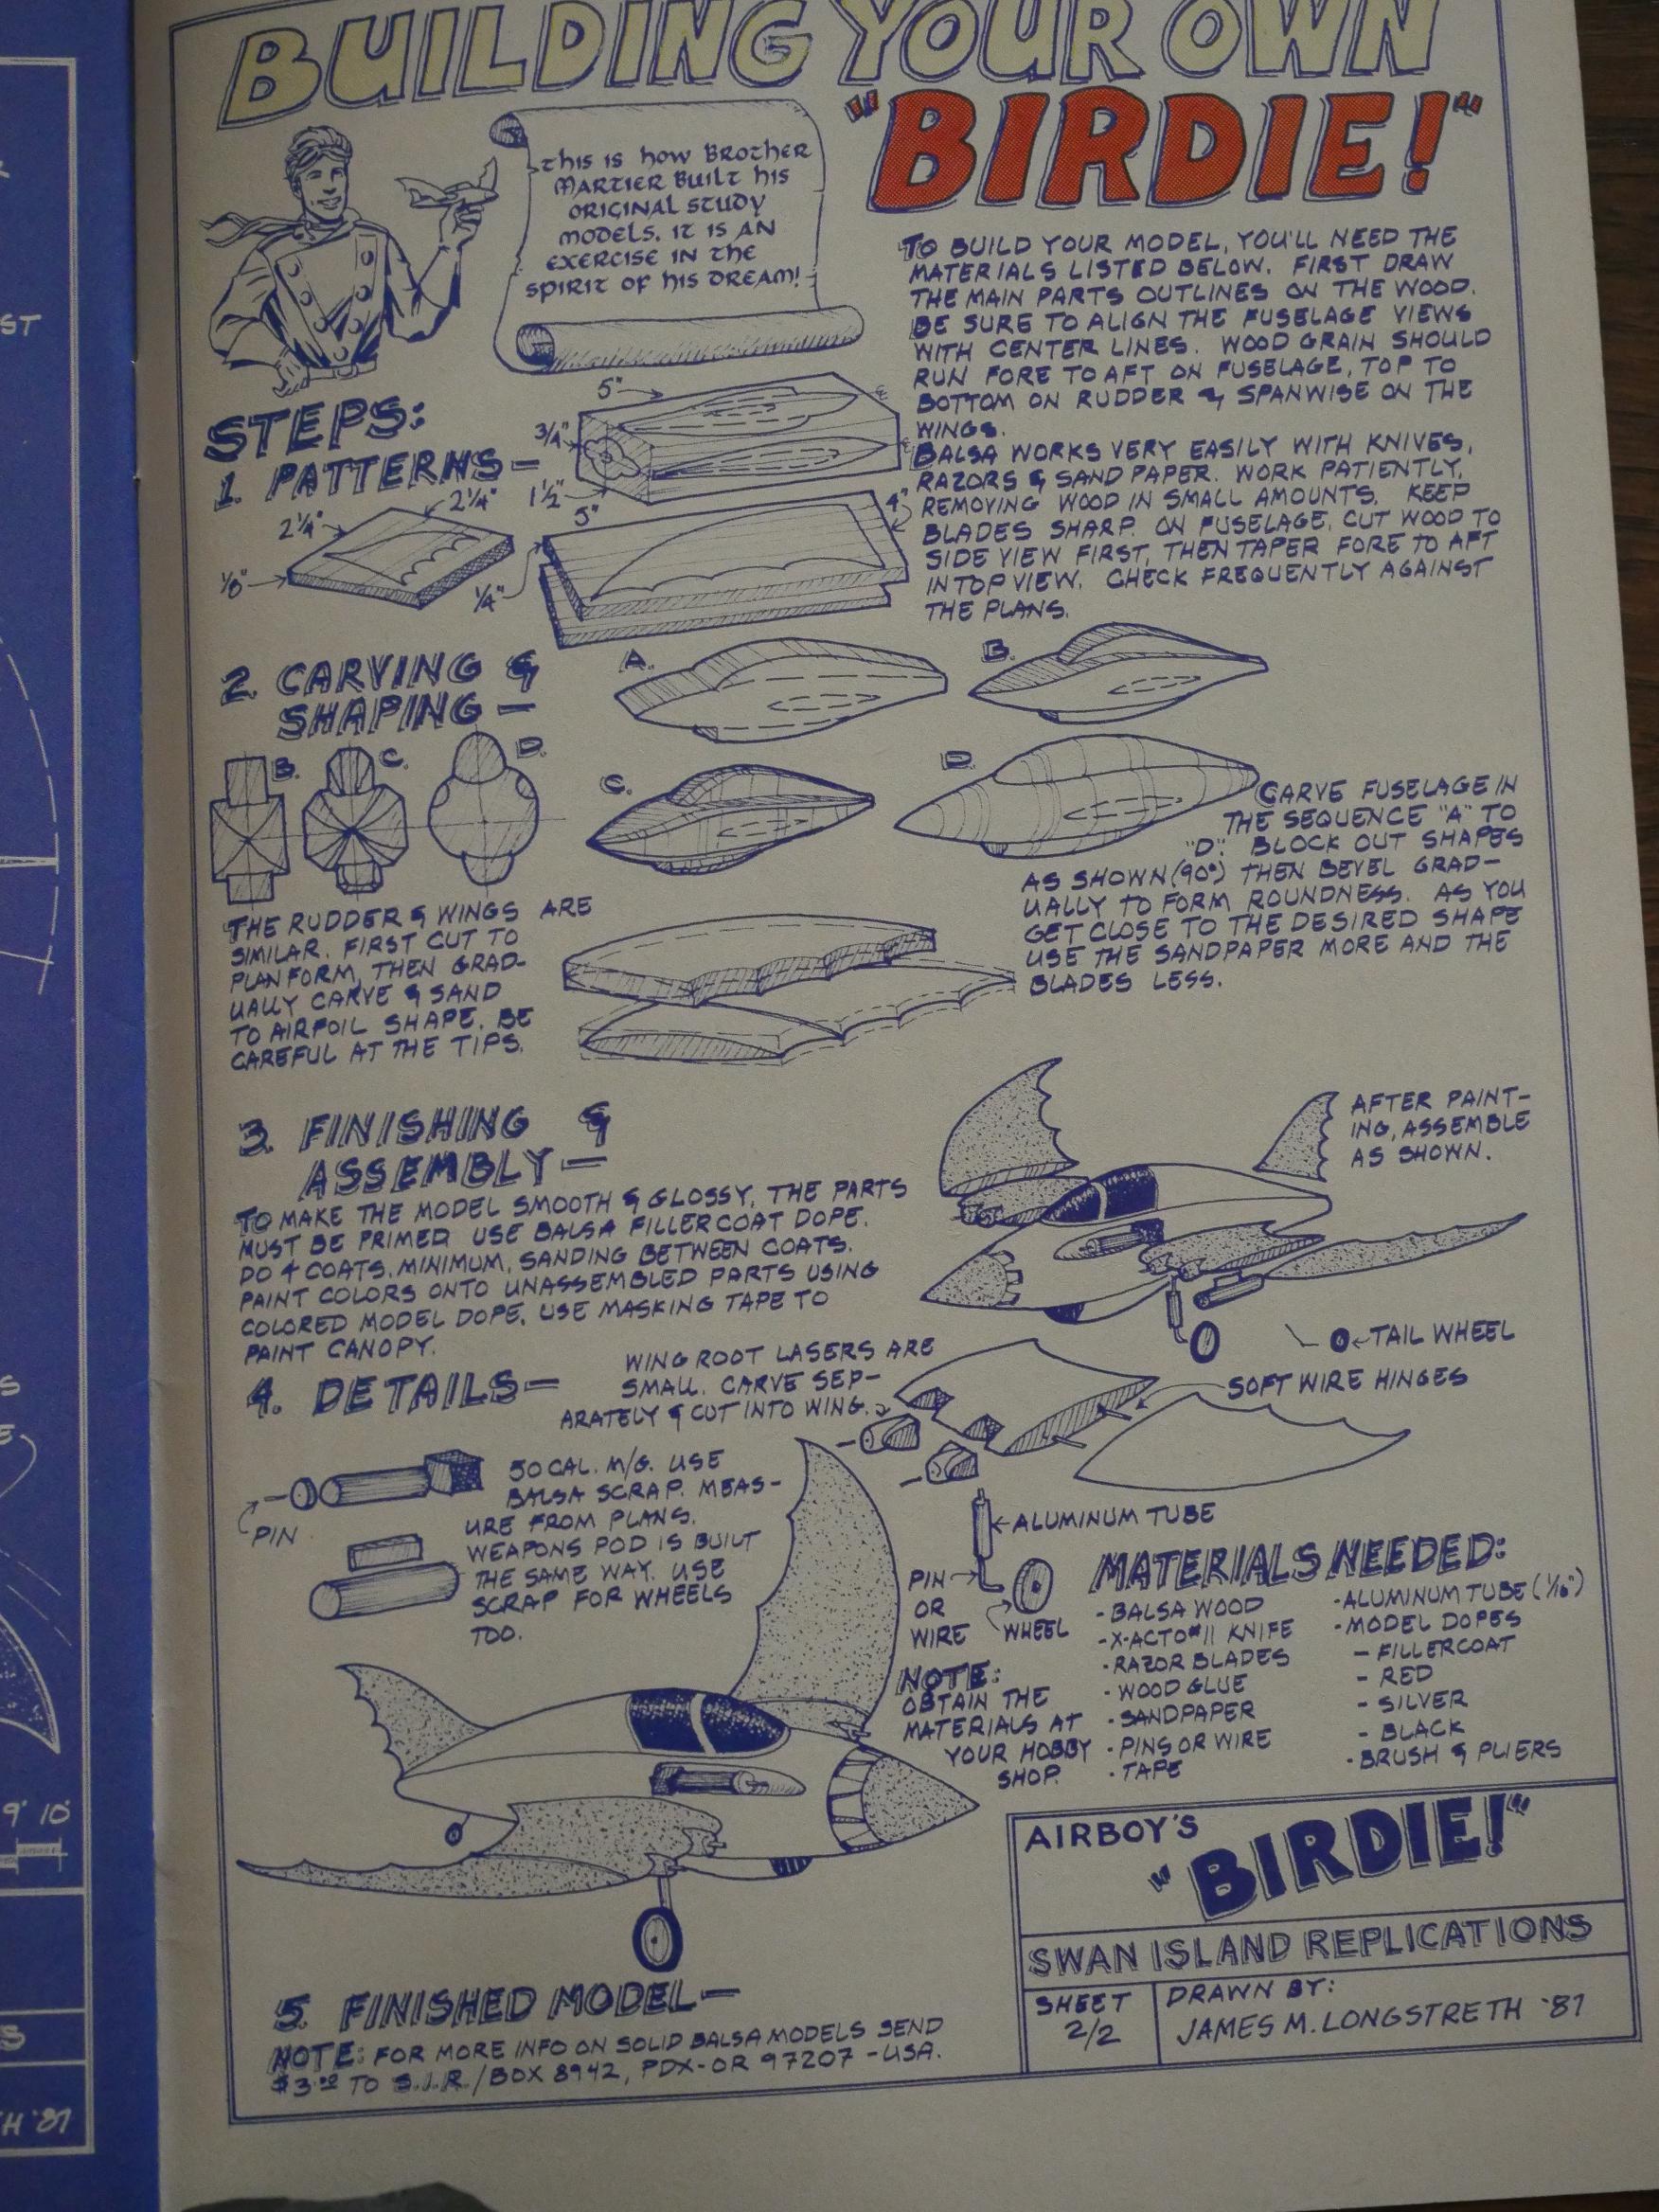 BUILDING YOUR OWN
"BIRDIE!"
This is how Brother
Martier Built his
original study
models. It is an
exercise in the
spirit of his dream!
TO BUILD YOUR MODEL, YOU'LL NEED THE
MATERIALS LISTED BELOW. FIRST DRAW
THE MAIN PARTS OUTLINES ON THE WOOD.
BE SURE TO ALIGN THE FUSELAGE VIEWS
WITH CENTER LINES. WOOD GRAIN SHOULD
RUN FORE TO AFT ON FUSELAGE, TOP TO
BOTTOM ON RUDDER & SPANWISE ON THE
WINGS.
BALSA WORKS VERY EASILY WITH KNIVES,
RAZORS & SAND PAPER. WORK PATIENTLY,
REMOVING WOOD IN SMALL AMOUNTS. KEEP
BLADES SHARP. ON FUSELAGE, CUT WOOD TO
SIDE VIEW FIRST, THEN TAPER FORE TO AFT
IN TOP VIEW. CHECK FREQUENTLY AGAINST
THE PLANS.
STEPS:
1. PATTERNS—
5"
3/4"
1 1/2"
2 1/4"
2 1/4"
1/8"
5"
4"
1/4"
2. CARVING &
SHAPING—
A.
B.
B.
C.
D.
C.
D.
CARVE FUSELAGE IN
THE SEQUENCE "A" TO
"D". BLOCK OUT SHAPES
AS SHOWN (90°) THEN BEVEL GRAD-
UALLY TO FORM ROUNDNESS. AS YOU
GET CLOSE TO THE DESIRED SHAPE
USE THE SANDPAPER MORE AND THE
BLADES LESS.
THE RUDDER & WINGS ARE
SIMILAR. FIRST CUT TO
PLAN FORM, THEN GRAD-
UALLY CARVE & SAND
TO AIRFOIL SHAPE. BE
CAREFUL AT THE TIPS.
3. FINISHING &
ASSEMBLY—
TO MAKE THE MODEL SMOOTH & GLOSSY, THE PARTS
MUST BE PRIMED. USE BALSA FILLERCOAT DOPE.
DO 4 COATS, MINIMUM, SANDING BETWEEN COATS.
PAINT COLORS ONTO UNASSEMBLED PARTS USING
COLORED MODEL DOPE. USE MASKING TAPE TO
PAINT CANOPY.
AFTER PAINT-
ING, ASSEMBLE
AS SHOWN.
TAIL WHEEL
4. DETAILS—
WING ROOT LASERS ARE
SMALL. CARVE SEP-
ARATELY & CUT INTO WING.
SOFT WIRE HINGES
PIN
50 CAL. M/G. USE
BALSA SCRAP. MEAS-
URE FROM PLANS.
WEAPONS POD IS BUILT
THE SAME WAY. USE
SCRAP FOR WHEELS
TOO.
ALUMINUM TUBE
PIN
OR
WIRE
WHEEL
NOTE:
OBTAIN THE
MATERIALS AT
YOUR HOBBY
SHOP.
MATERIALS NEEDED:
- BALSA WOOD
- X-ACTO #11 KNIFE
- RAZOR BLADES
- WOOD GLUE
- SANDPAPER
- PINS OR WIRE
- TAPE
- ALUMINUM TUBE (1/16")
- MODEL DOPES
- FILLERCOAT
- RED
- SILVER
- BLACK
- BRUSH & PLIERS
5. FINISHED MODEL—
NOTE: FOR MORE INFO ON SOLID BALSA MODELS SEND
$3.00 TO S.I.R./BOX 8942, PDX-OR 97207-USA.
AIRBOY'S
"BIRDIE!"
SWAN ISLAND REPLICATIONS
SHEET
2/2
DRAWN BY:
JAMES M. LONGSTRETH '87
ST
9' 10'
H '87